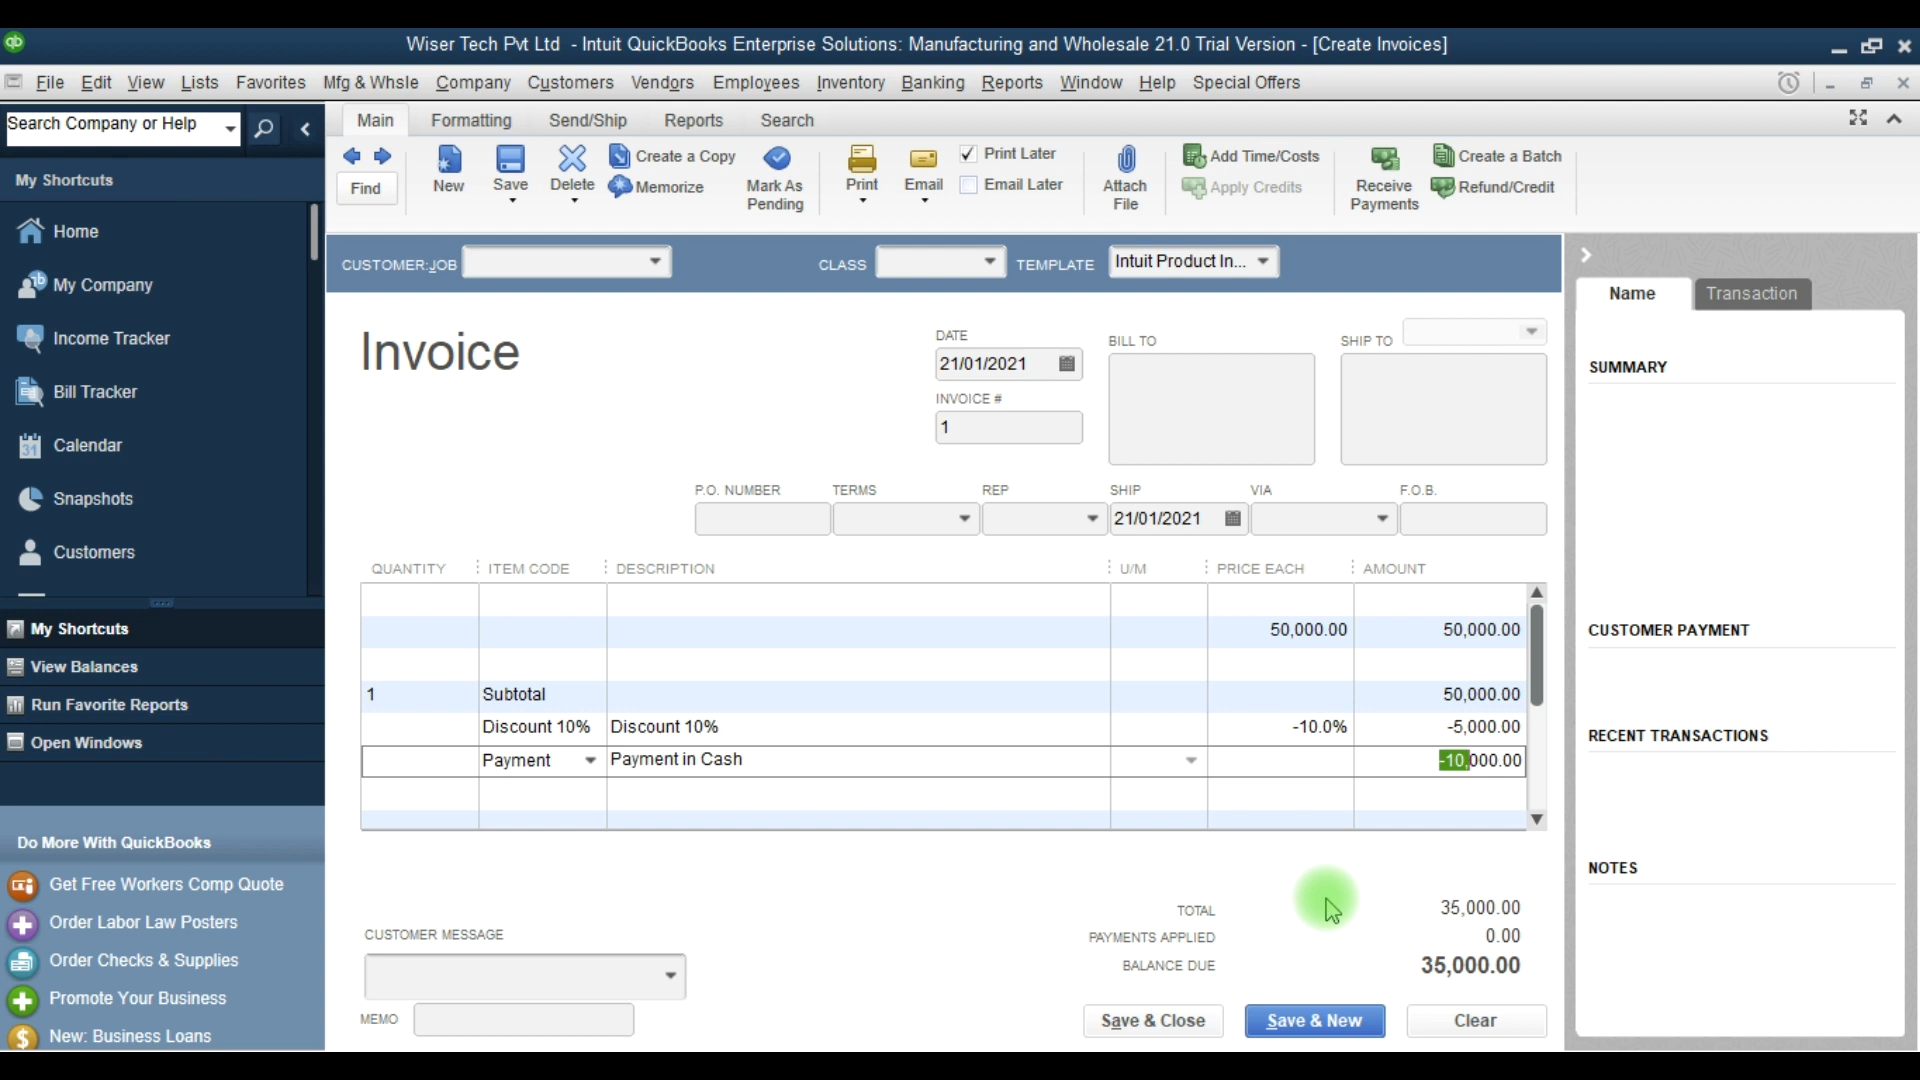 qb
Wiser Tech Pvt Ltd - Intuit QuickBooks Enterprise Solutions: Manufacturing and Wholesale 21.0 Trial Version - [Create Invoices]
File Edit View Lists Favorites Mfg & Whsle Company Customers Vendors Employees Inventory Banking Reports Window Help Special Offers
Search Company or Help
Main Formatting Send/Ship Reports Search
Find
New
Save
Delete
Create a Copy
Memorize
Mark As
Pending
Print
Email
Print Later
Email Later
Attach
File
Add Time/Costs
Apply Credits
Receive
Payments
Create a Batch
Refund/Credit
My Shortcuts
Home
My Company
Income Tracker
Bill Tracker
31
Calendar
Snapshots
Customers
My Shortcuts
View Balances
Run Favorite Reports
Open Windows
Do More With QuickBooks
Get Free Workers Comp Quote
Order Labor Law Posters
Order Checks & Supplies
Promote Your Business
New: Business Loans
CUSTOMER:JOB CLASS TEMPLATE Intuit Product In...
Invoice
DATE
21/01/2021
INVOICE #
1
BILL TO
SHIP TO
P.O. NUMBER TERMS REP SHIP VIA F.O.B.
21/01/2021
QUANTITY ITEM CODE DESCRIPTION U/M PRICE EACH AMOUNT
50,000.00 50,000.00
1 Subtotal 50,000.00
Discount 10% Discount 10% -10.0% -5,000.00
Payment Payment in Cash -10,000.00
TOTAL 35,000.00
PAYMENTS APPLIED 0.00
BALANCE DUE 35,000.00
CUSTOMER MESSAGE
MEMO
Save & Close Save & New Clear
Name Transaction
SUMMARY
CUSTOMER PAYMENT
RECENT TRANSACTIONS
NOTES